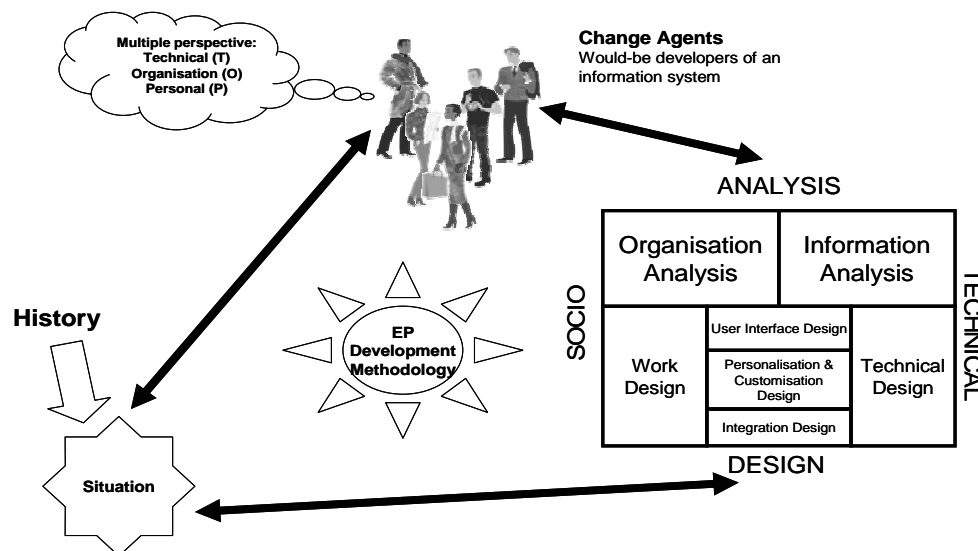 Multiple perspective:
Technical (T)
Organisation (O)
Personal (P)
Change Agents
Would-be developers of an
information system
ANALYSIS
Organisation
Analysis
Information
Analysis
SOCIO
TECHNICAL
History
EP
Development
Methodology
Work
Design
User Interface Design
Personalisation &
Customisation
Design
Integration Design
Technical
Design
DESIGN
Situation